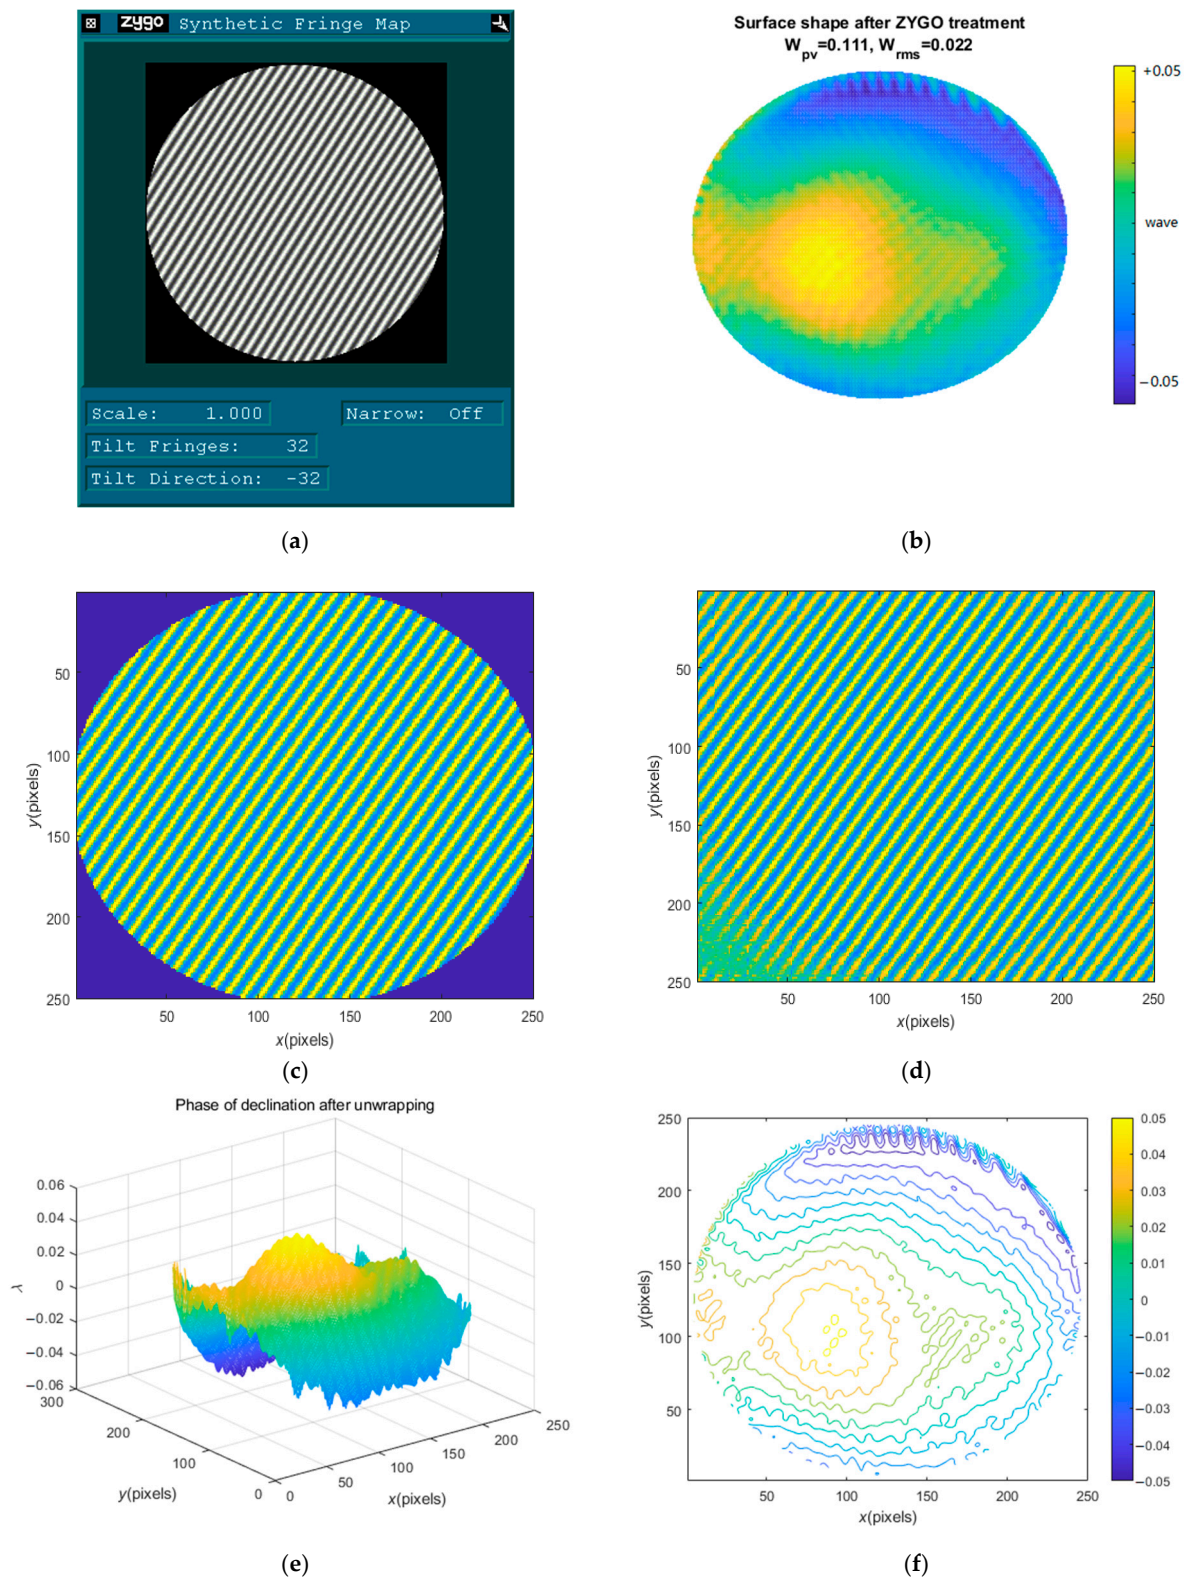 zygo Synthetic Fringe Map
Scale: 1.000 Narrow: Off
Tilt Fringes: 32
Tilt Direction: -32
(a)
Surface shape after ZYGO treatment
W_pv=0.111, W_rms=0.022
+0.05
wave
−0.05
(b)
50
100
150
200
250
y(pixels)
50 100 150 200 250
x(pixels)
(c)
50
100
150
200
250
y(pixels)
50 100 150 200 250
x(pixels)
(d)
Phase of declination after unwrapping
0.06
0.04
0.02
0
−0.02
−0.04
−0.06
λ
300
200
100
0
y(pixels)
0 50 100 150 200 250
x(pixels)
(e)
250
200
150
100
50
y(pixels)
50 100 150 200 250
x(pixels)
0.05
0.04
0.03
0.02
0.01
0
−0.01
−0.02
−0.03
−0.04
−0.05
(f)